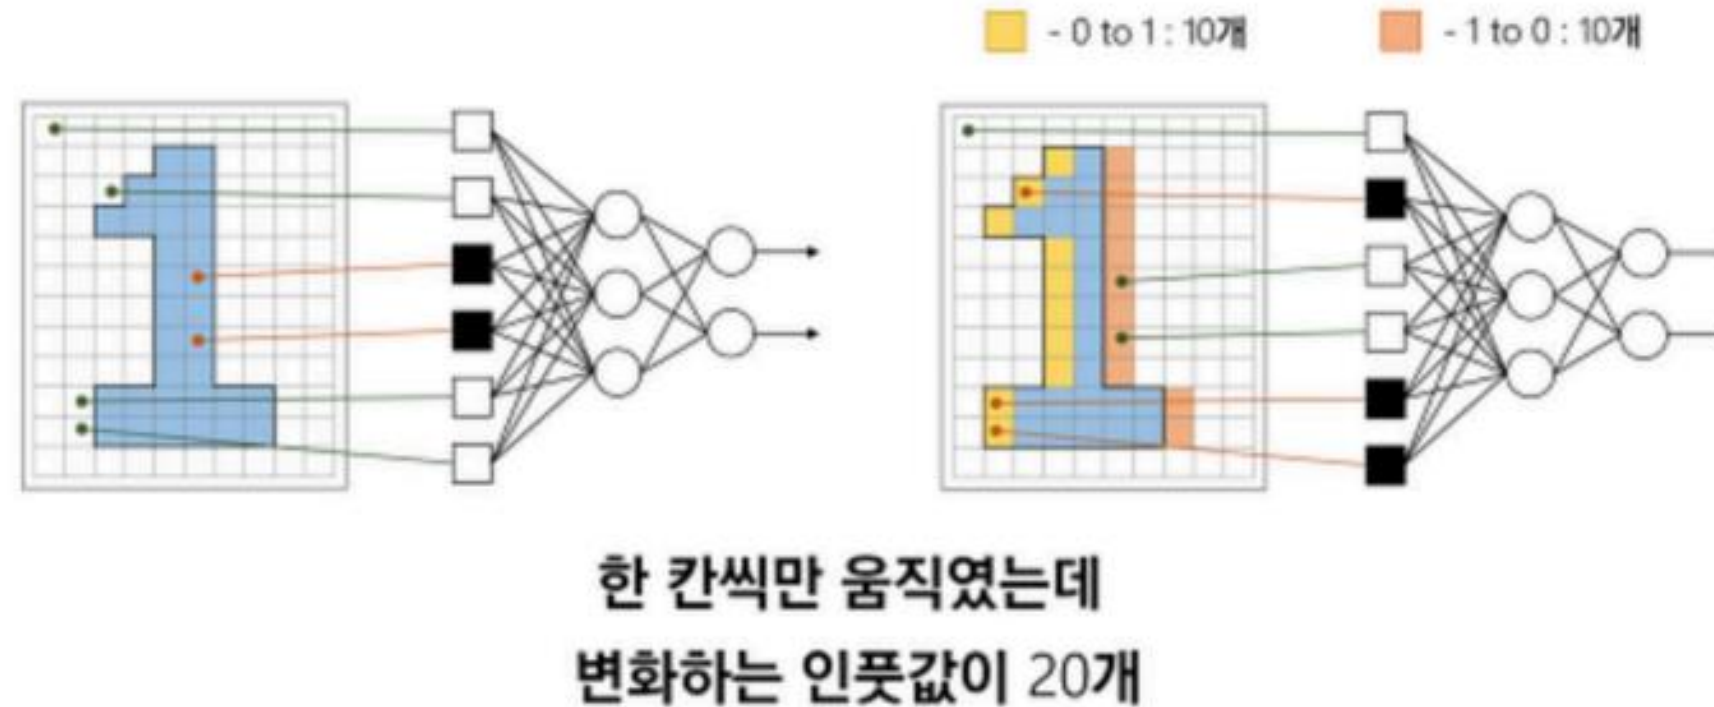 - 0 to 1 : 10개
- 1 to 0 : 10개
한 칸씩만 움직였는데
변화하는 인풋값이 20개